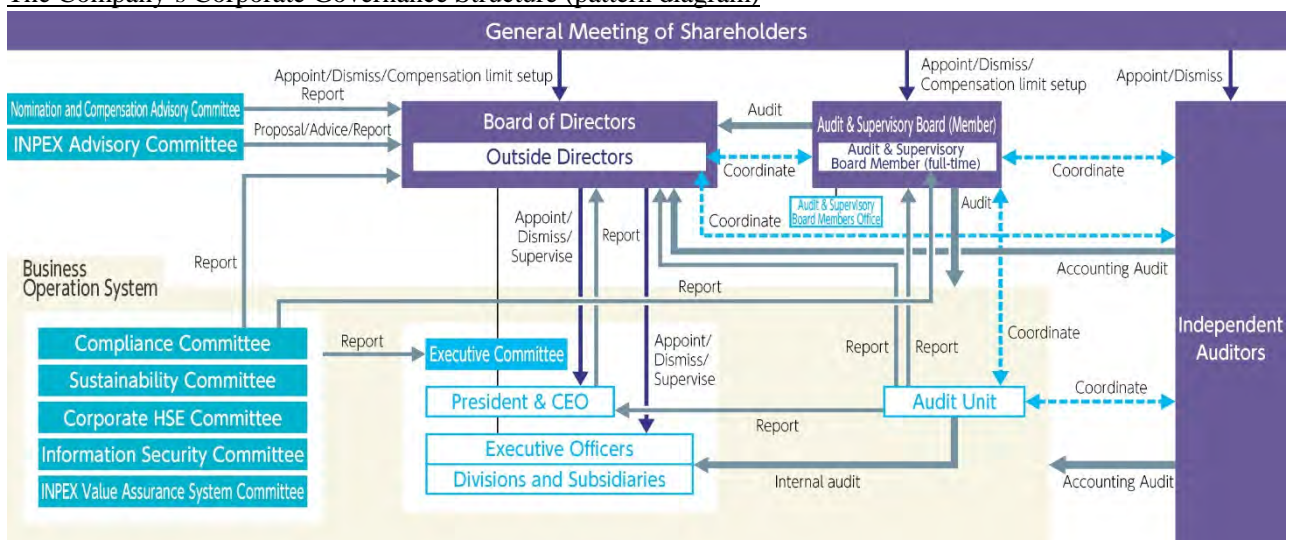 The Company's Corporate Governance Structure (pattern diagram)
General Meeting of Shareholders
Appoint/Dismiss/Compensation limit setup
Appoint/Dismiss/
Compensation limit setup
Appoint/Dismiss
Report
Nomination and Compensation Advisory Committee
Proposal/Advice/Report
INPEX Advisory Committee
Board of Directors
Outside Directors
Audit
Audit & Supervisory Board (Member)
Audit & Supervisory
Board Member (full-time)
Coordinate
Coordinate
Audit & Supervisory
Board Members Office
Audit
Appoint/
Dismiss/
Supervise
Report
Coordinate
Accounting Audit
Report
Business
Operation System
Report
Compliance Committee
Sustainability Committee
Corporate HSE Committee
Information Security Committee
INPEX Value Assurance System Committee
Report
Executive Committee
Appoint/
Dismiss/
Supervise
Report
Report
Coordinate
Independent
Auditors
President & CEO
Report
Audit Unit
Coordinate
Executive Officers
Divisions and Subsidiaries
Internal audit
Accounting Audit